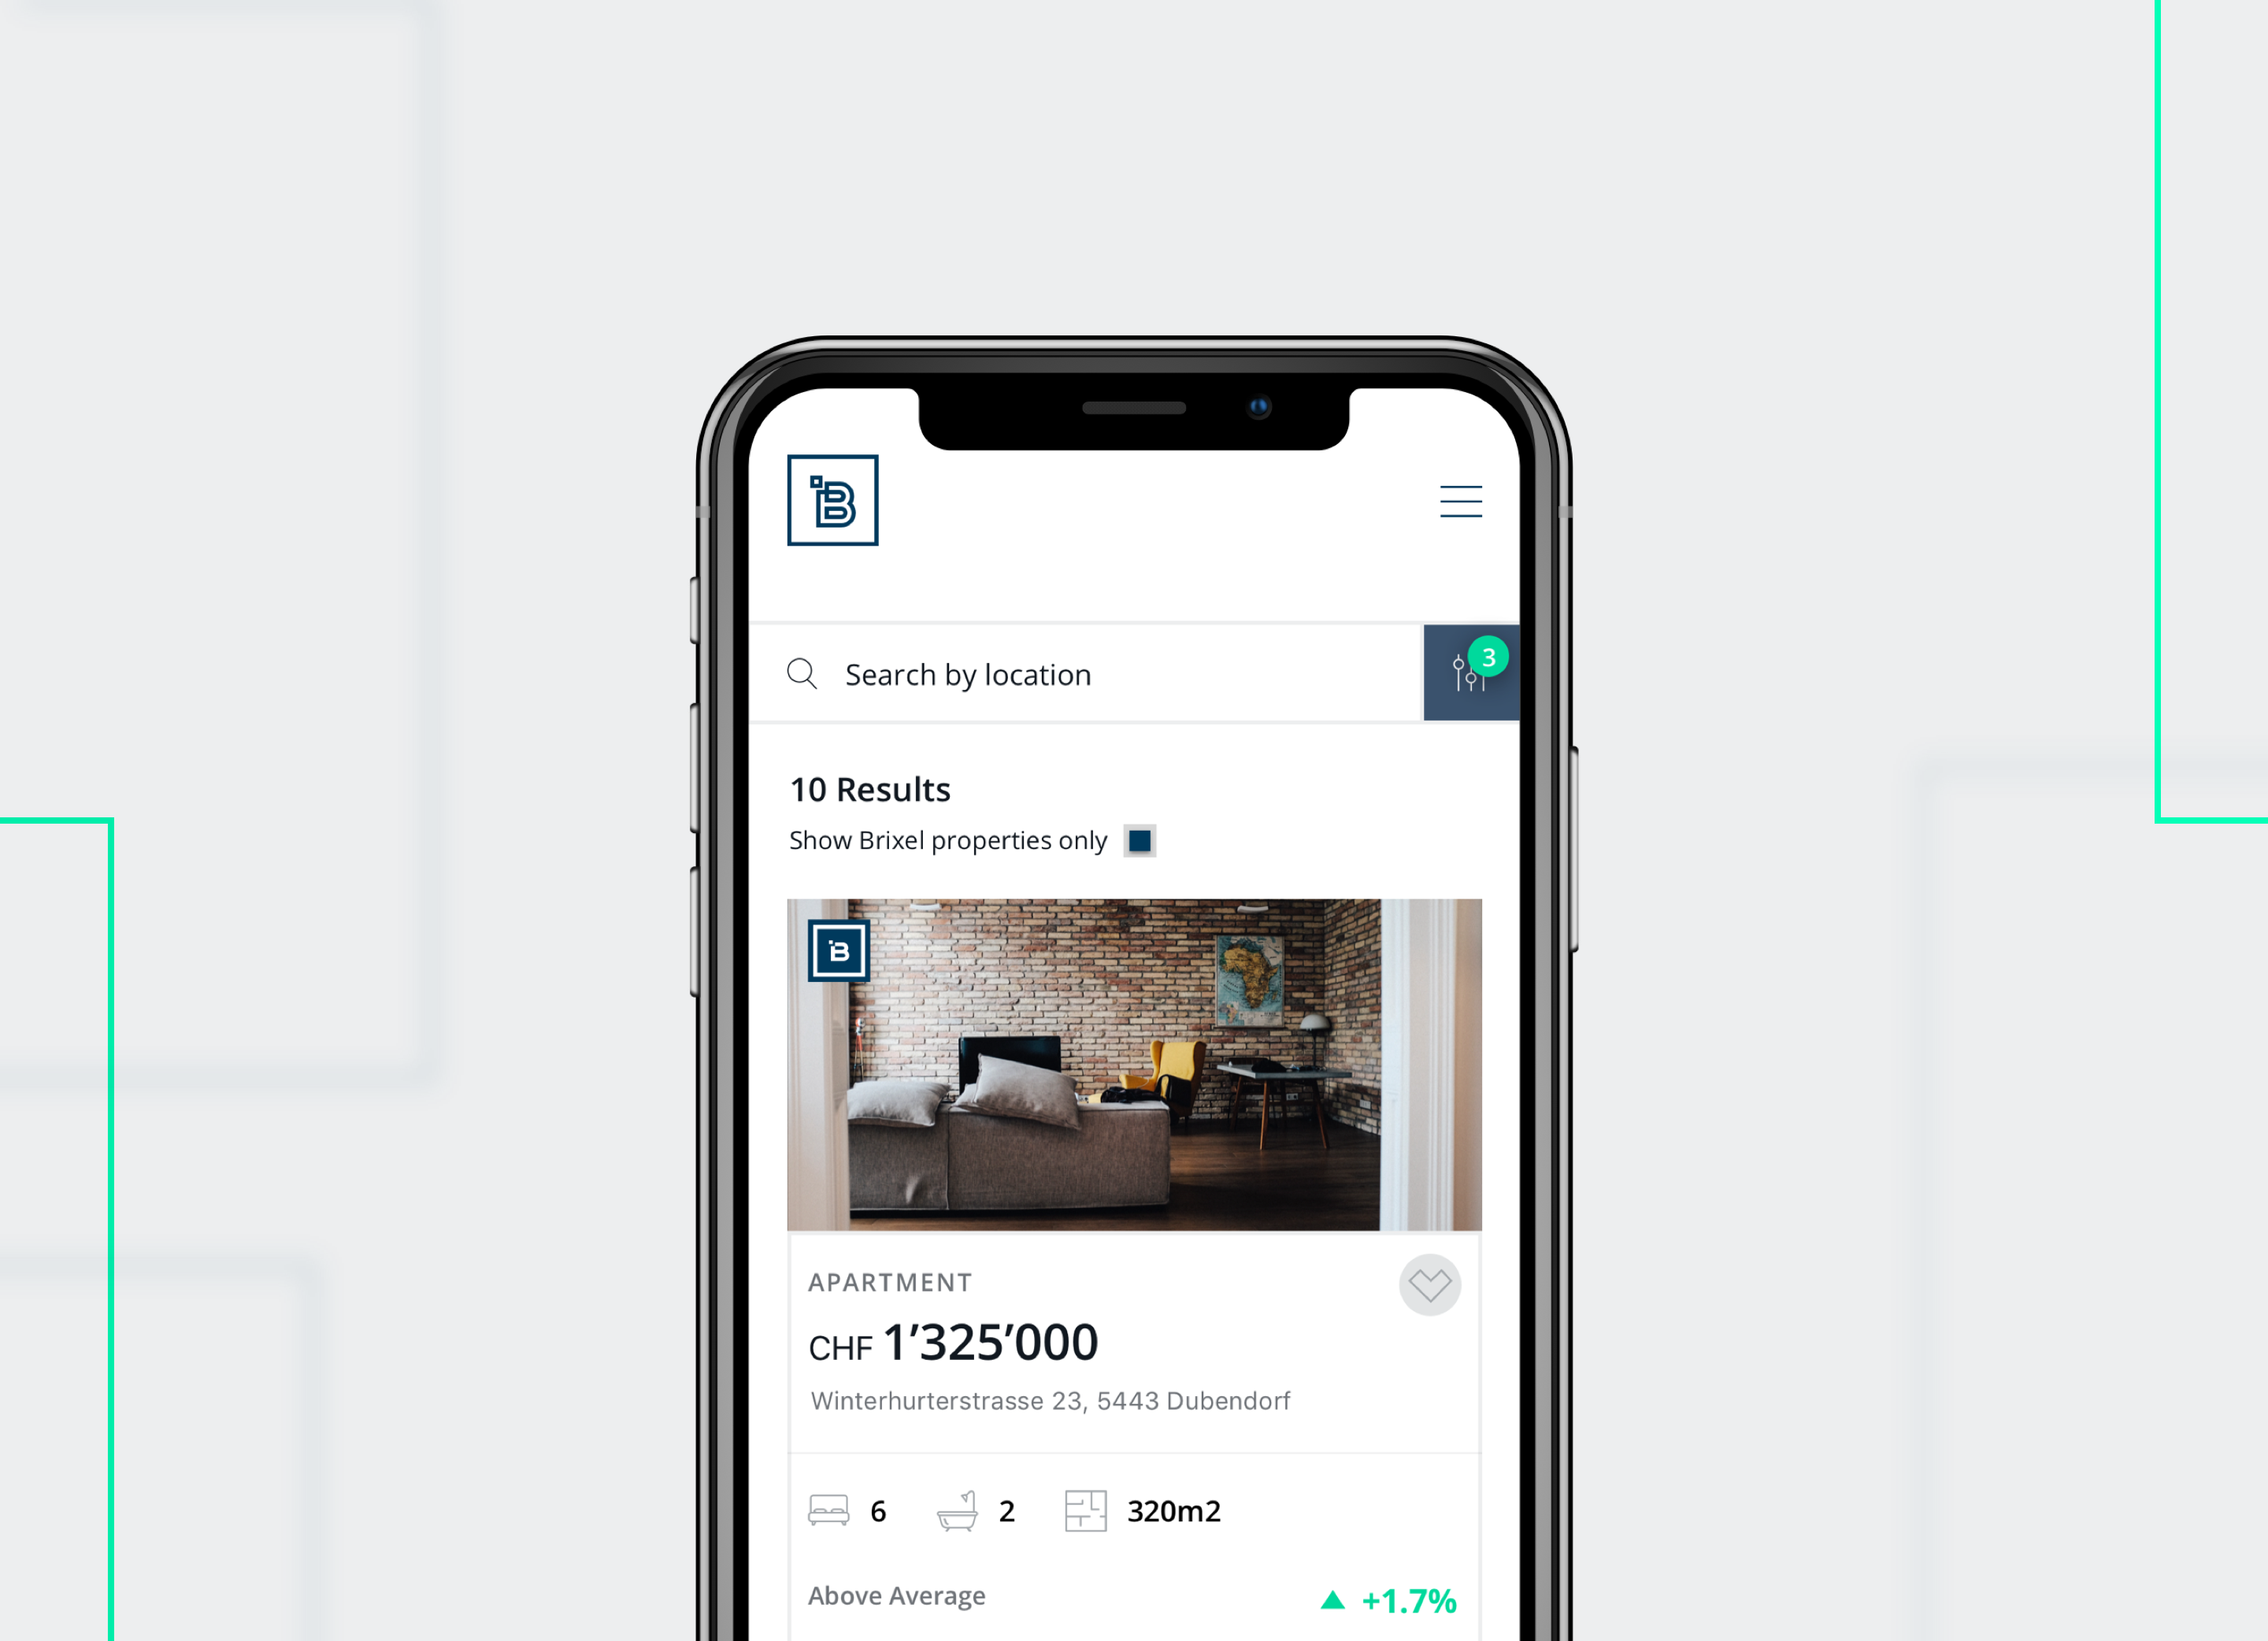 B
3
Search by location
10 Results
Show Brixel properties only
B
APARTMENT
CHF 1’325’000
Winterhurterstrasse 23, 5443 Dubendorf
6 2 320m2
Above Average +1.7%